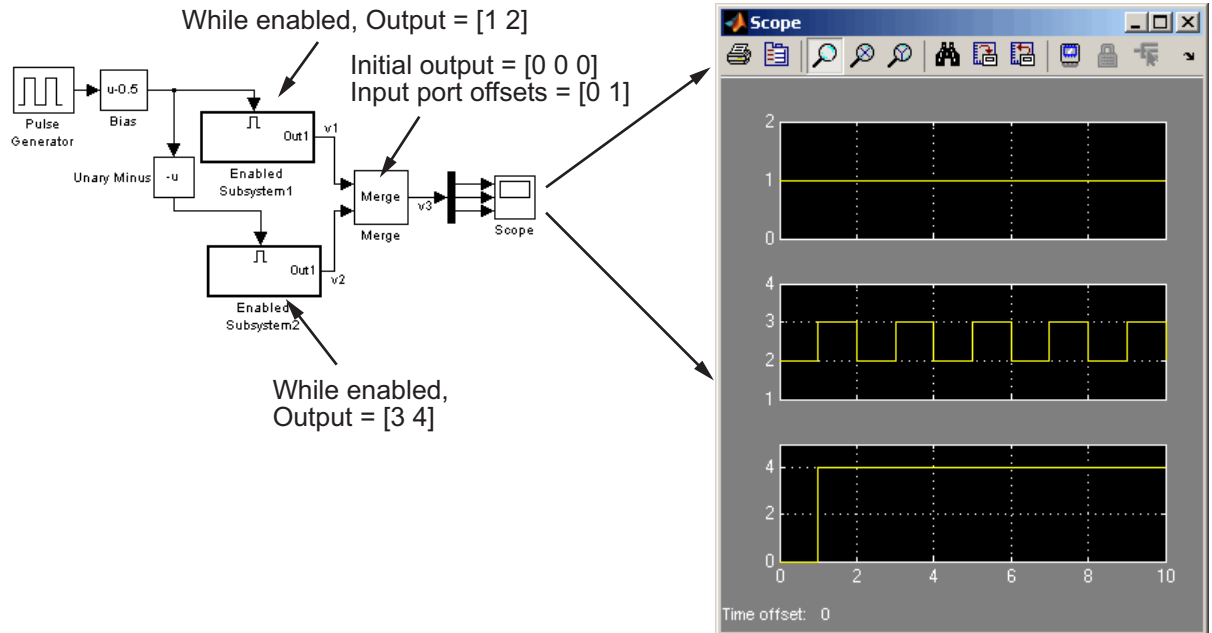 While enabled, Output = [1 2]
Initial output = [0 0 0]
Input port offsets = [0 1]
Pulse
Generator
u-0.5
Bias
Out1
v1
Enabled
Subsystem1
Unary Minus
-u
Merge
v3
Merge
Scope
Out1
v2
Enabled
Subsystem2
While enabled,
Output = [3 4]
Scope
2
1
0
4
3
2
1
4
2
0
0 2 4 6 8 10
Time offset: 0